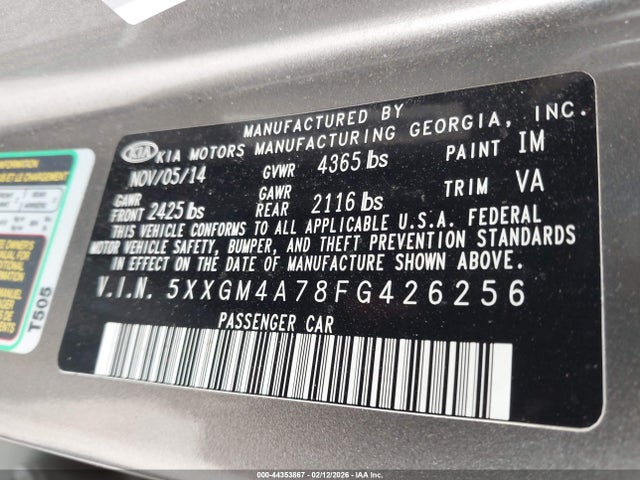 MANUFACTURED BY
KIA KIA MOTORS MANUFACTURING GEORGIA, INC.
NOV/05/14 GVWR 4365 lbs PAINT IM
GAWR FRONT 2425 lbs GAWR REAR 2116 lbs TRIM VA
THIS VEHICLE CONFORMS TO ALL APPLICABLE U.S.A. FEDERAL
MOTOR VEHICLE SAFETY, BUMPER, AND THEFT PREVENTION STANDARDS
IN EFFECT ON THE DATE OF MANUFACTURE SHOWN ABOVE.
V.I.N. 5XXGM4A78FG426256
PASSENGER CAR
T505
000-44353867 - 02/12/2026 - IAA, Inc.